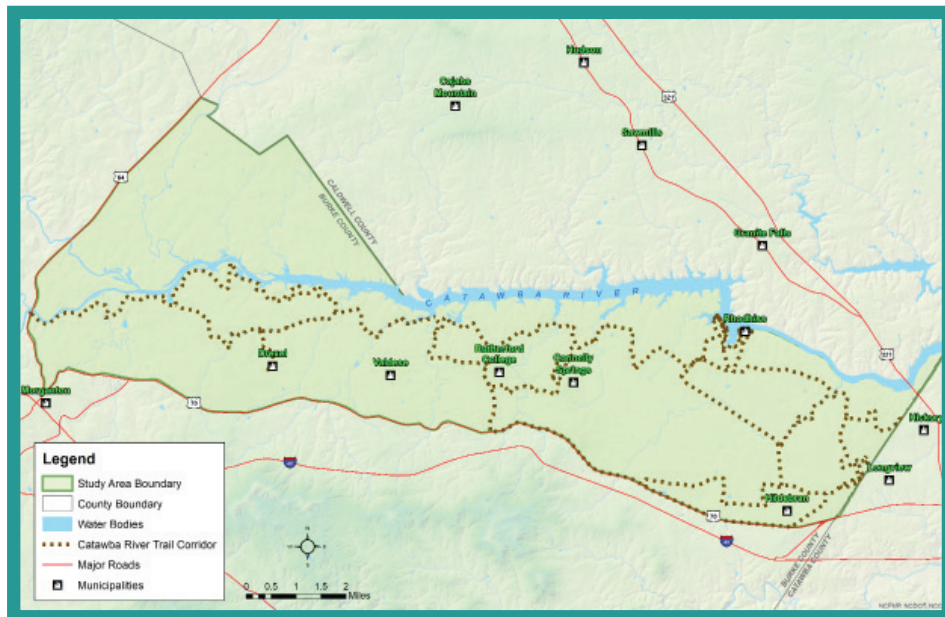 Hudson
Cajahs
Mountain
321
Sawmills
64
CALDWELL COUNTY
BURKE COUNTY
Granite Falls
CATAWBA RIVER
Rhodhiss
321
Drexel
Valdese
Rutherford
College
Connelly
Springs
Morganton
70
Hickory
Longview
Hildebran
70
40
40
BURKE COUNTY
CATAWBA COUNTY
Legend
Study Area Boundary
County Boundary
Water Bodies
Catawba River Trail Corridor
Major Roads
Municipalities
N
W
E
S
0 0.5 1 1.5 2
Miles